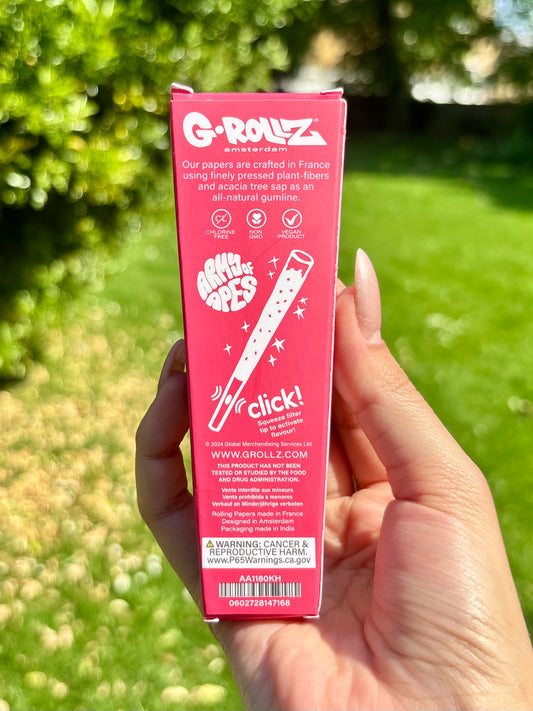 G-ROLLZ®
amsterdam
Our papers are crafted in France
using finely pressed plant-fibers
and acacia tree sap as an
all-natural gumline.
CHLORINE
FREE
NON
GMO
VEGAN
PRODUCT
ARMY OF
APES
click!
Squeeze filter
tip to activate
flavour!
© 2024 Global Merchandising Services Ltd
WWW.GROLLZ.COM
THIS PRODUCT HAS NOT BEEN
TESTED OR STUDIED BY THE FOOD
AND DRUG ADMINISTRATION.
Vente interdite aux mineurs
Venta prohibida a menores
Verkauf an Minderjährige verboten
Rolling Papers made in France
Designed in Amsterdam
Packaging made in India
WARNING: CANCER &
REPRODUCTIVE HARM.
www.P65Warnings.ca.gov
AA1180KH
0602728147168